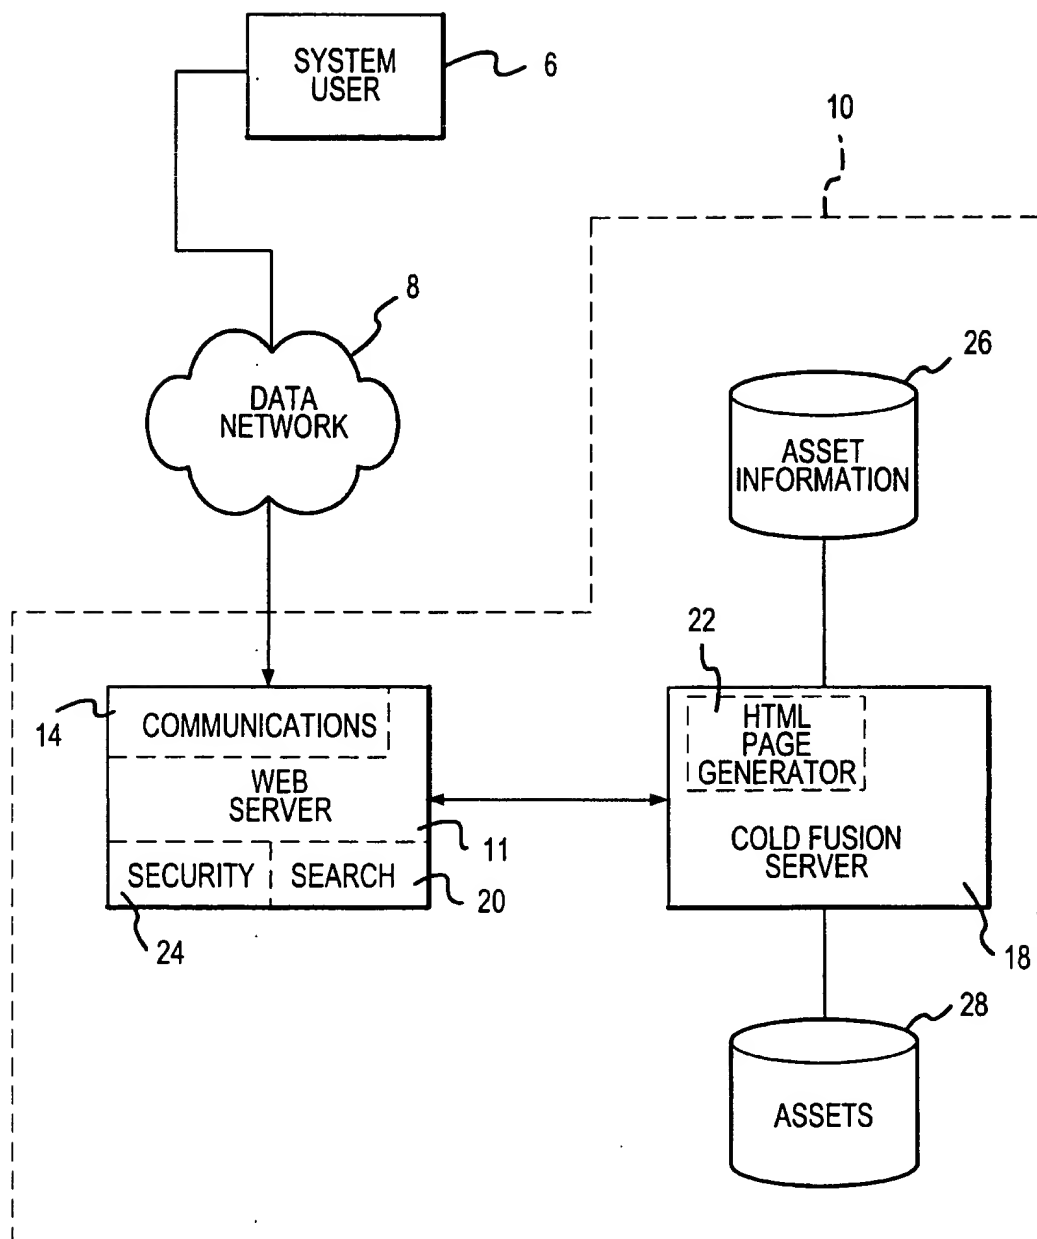 SYSTEM
USER
6
10
8
DATA
NETWORK
26
ASSET
INFORMATION
22
14
COMMUNICATIONS
WEB
SERVER
11
SECURITY
SEARCH
20
24
HTML
PAGE
GENERATOR
COLD FUSION
SERVER
18
28
ASSETS